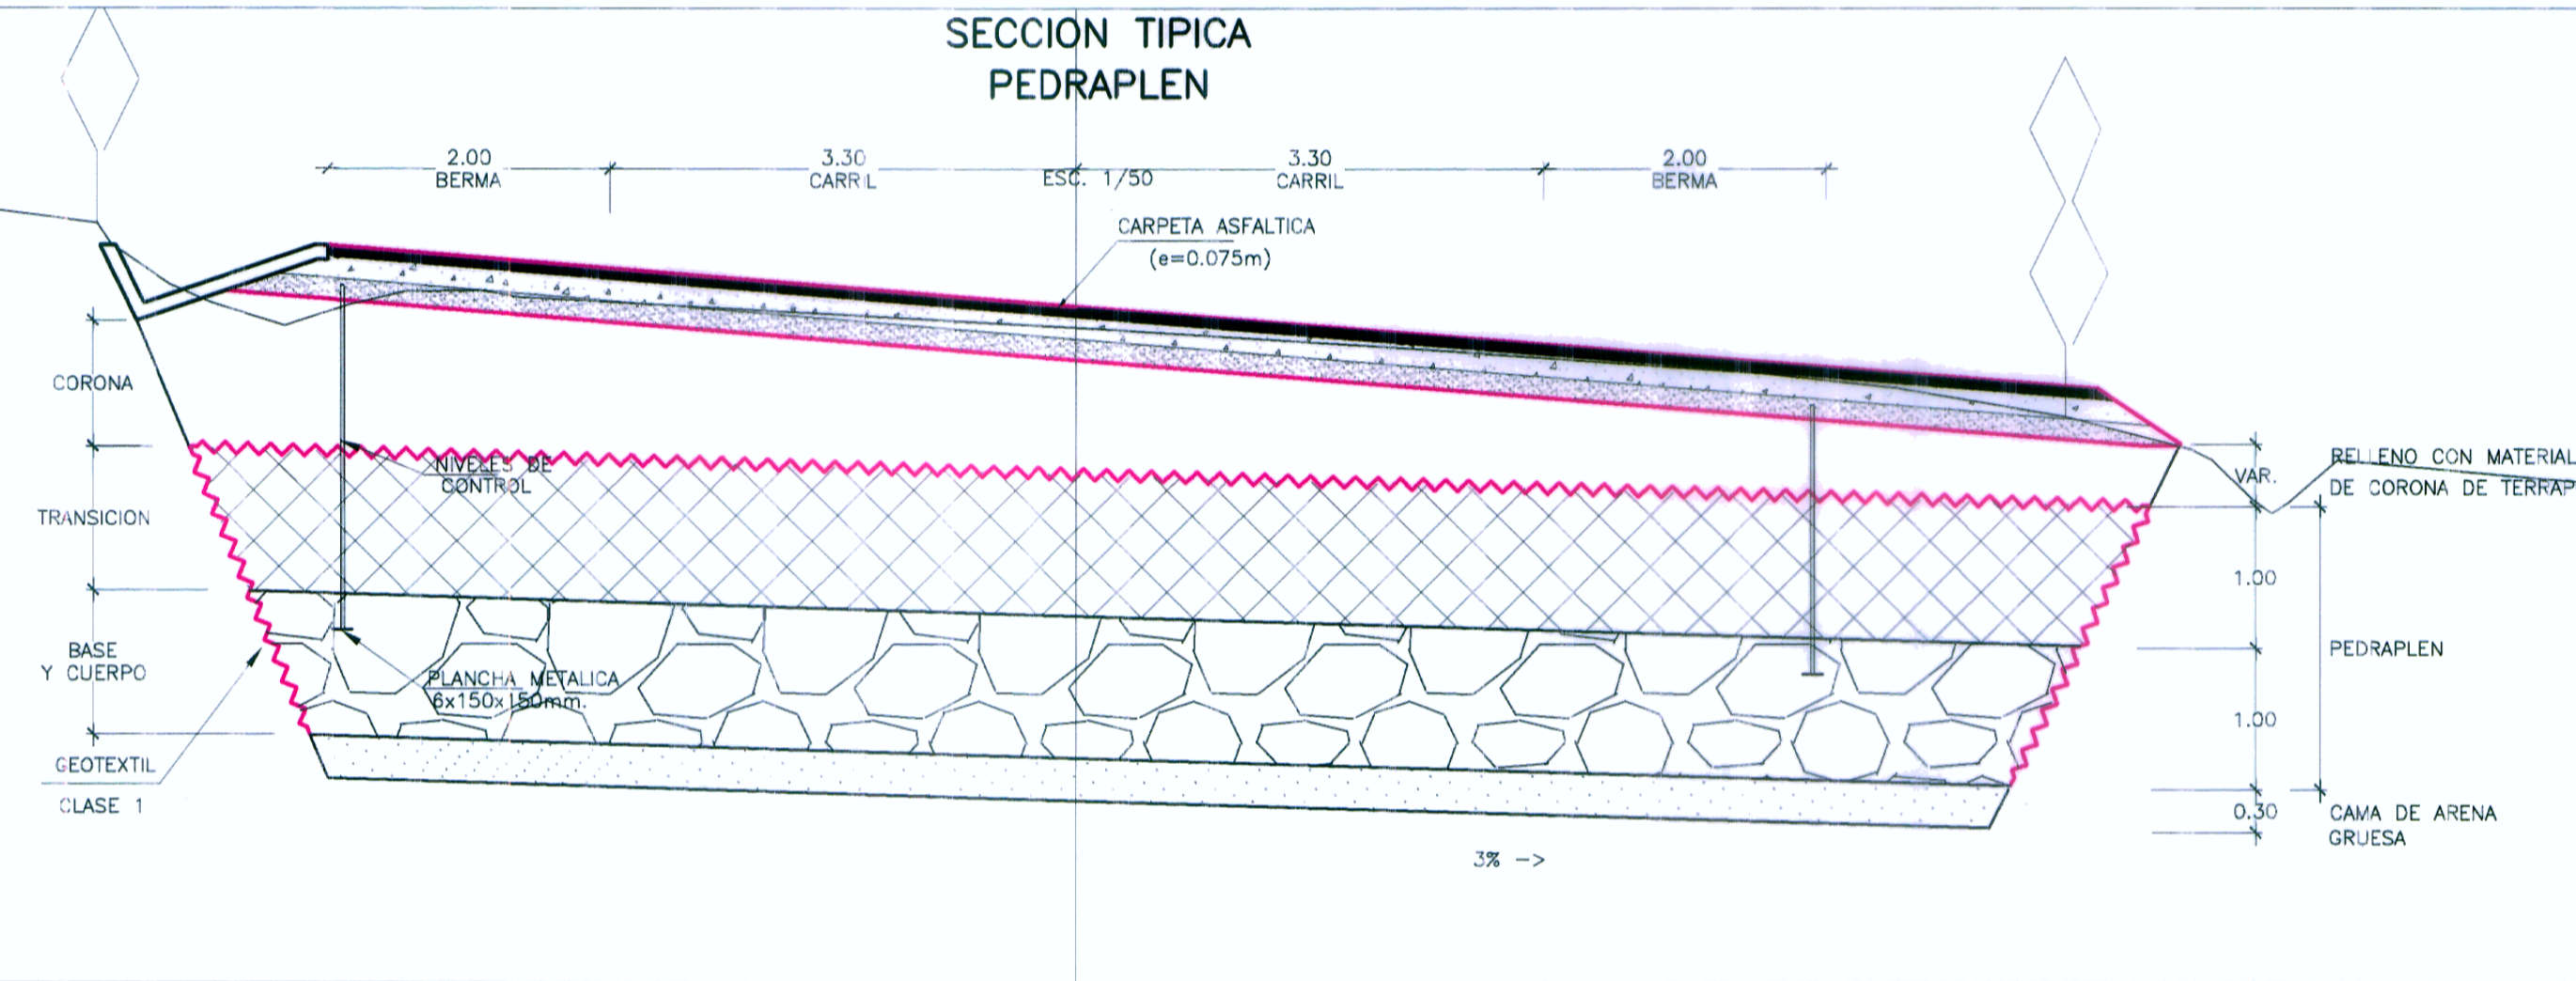 SECCION TIPICA
PEDRAPLEN
2.00
BERMA
3.30
CARRIL
ESC. 1/50
3.30
CARRIL
2.00
BERMA
CARPETA ASFALTICA
(e=0.075m)
CORONA
NIVELES DE
CONTROL
TRANSICION
BASE
Y CUERPO
PLANCHA METALICA
6x150x150mm.
GEOTEXTIL
CLASE 1
VAR.
RELLENO CON MATERIAL
DE CORONA DE TERRAP
1.00
PEDRAPLEN
1.00
0.30
CAMA DE ARENA
GRUESA
3% ->